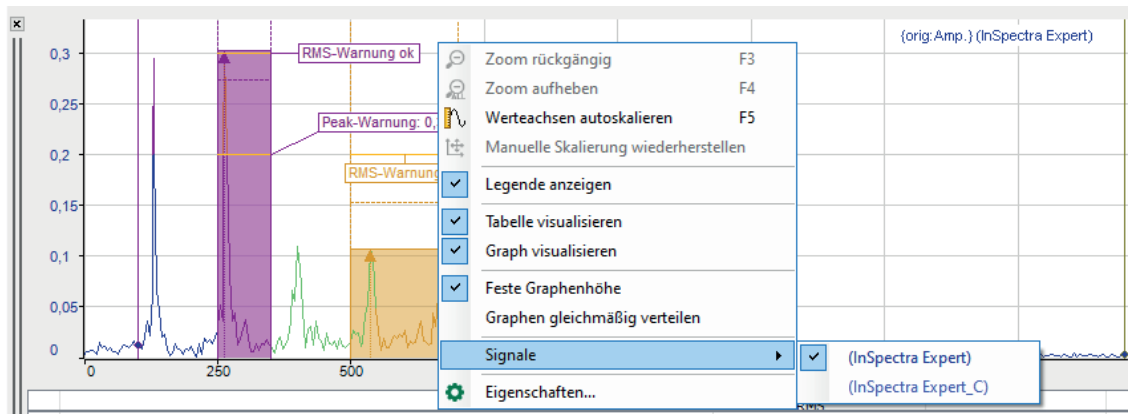 {orig:Amp.} (InSpectra Expert)
0,3
0,25
0,2
0,15
0,1
0,05
0
0
250
500
RMS-Warnung ok
Peak-Warnung: 0,
RMS-Warnung
Zoom rückgängig F3
Zoom aufheben F4
Werteachsen autoskalieren F5
Manuelle Skalierung wiederherstellen
Legende anzeigen
Tabelle visualisieren
Graph visualisieren
Feste Graphenhöhe
Graphen gleichmäßig verteilen
Signale
Eigenschaften...
(InSpectra Expert)
(InSpectra Expert_C)
RMS